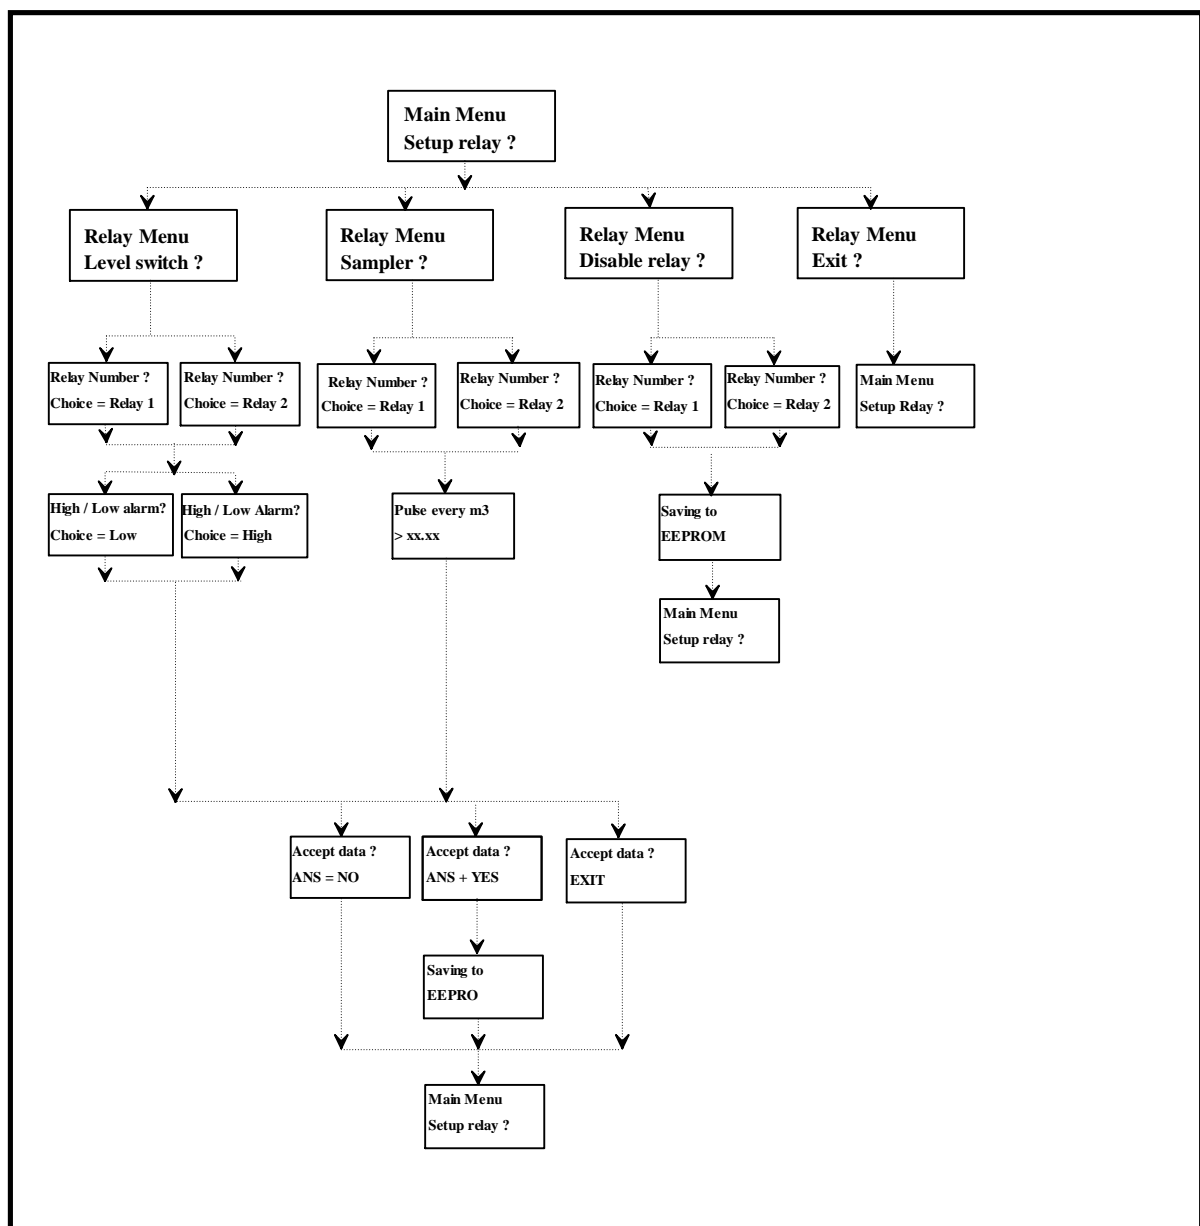 Main Menu
Setup relay ?
Relay Menu
Level switch ?
Relay Menu
Sampler ?
Relay Menu
Disable relay ?
Relay Menu
Exit ?
Relay Number ?
Choice = Relay 1
Relay Number ?
Choice = Relay 2
Relay Number ?
Choice = Relay 1
Relay Number ?
Choice = Relay 2
Relay Number ?
Choice = Relay 1
Relay Number ?
Choice = Relay 2
Main Menu
Setup Relay ?
High / Low alarm?
Choice = Low
High / Low Alarm?
Choice = High
Pulse every m3
> xx.xx
Saving to
EEPROM
Main Menu
Setup relay ?
Accept data ?
ANS = NO
Accept data ?
ANS + YES
Accept data ?
EXIT
Saving to
EEPRO
Main Menu
Setup relay ?